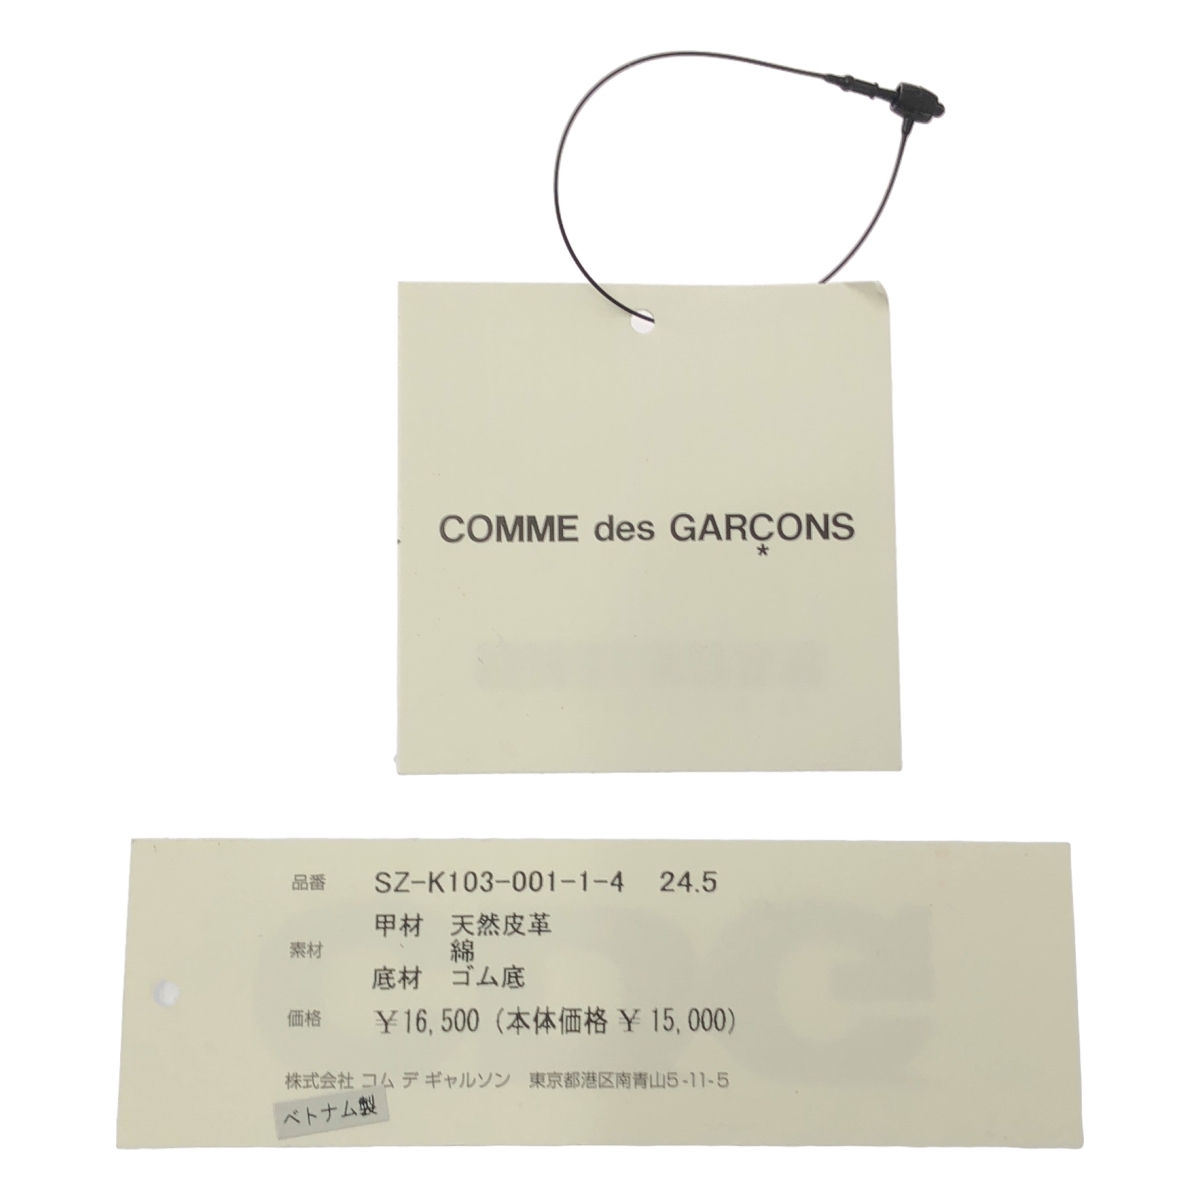 COMME des GARÇONS
*
品番 SZ-K103-001-1-4 24.5
甲材 天然皮革
素材 綿
底材 ゴム底
価格 ¥16,500 (本体価格 ¥ 15,000)
株式会社 コム デ ギャルソン 東京都港区南青山5-11-5
ベトナム製